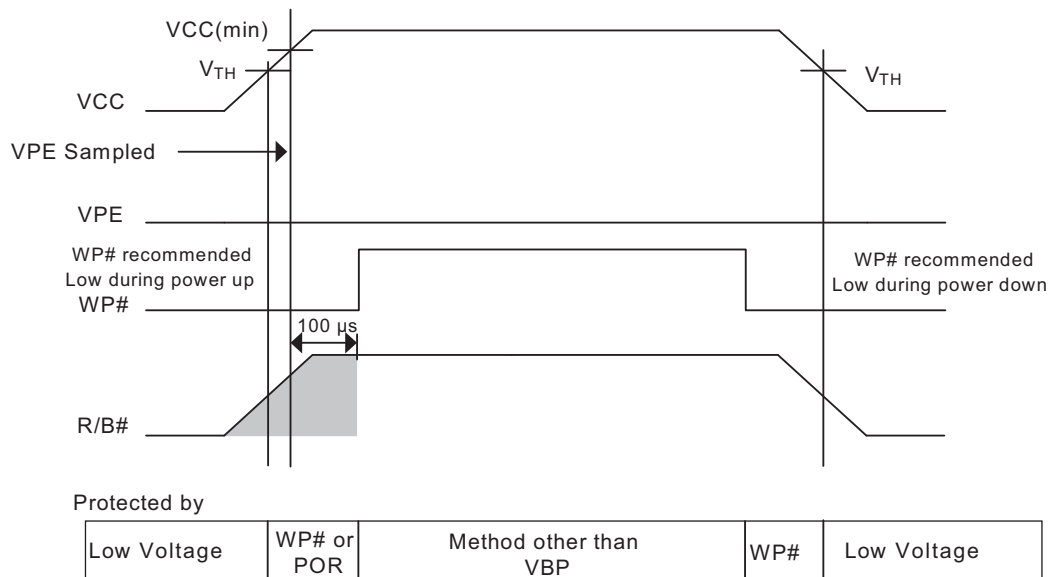 VCC(min)
VTH
VTH
VCC
VPE Sampled
VPE
WP# recommended
Low during power up
WP# recommended
Low during power down
WP#
100 µs
R/B#
Protected by
Low Voltage
WP# or
POR
Method other than
VBP
WP#
Low Voltage